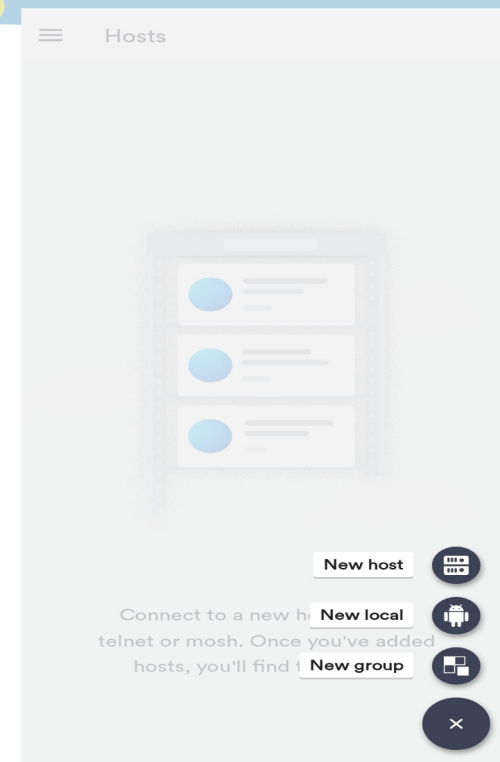 Hosts
New host
Connect to a new h
New local
telnet or mosh. Once you've added
hosts, you'll find
New group